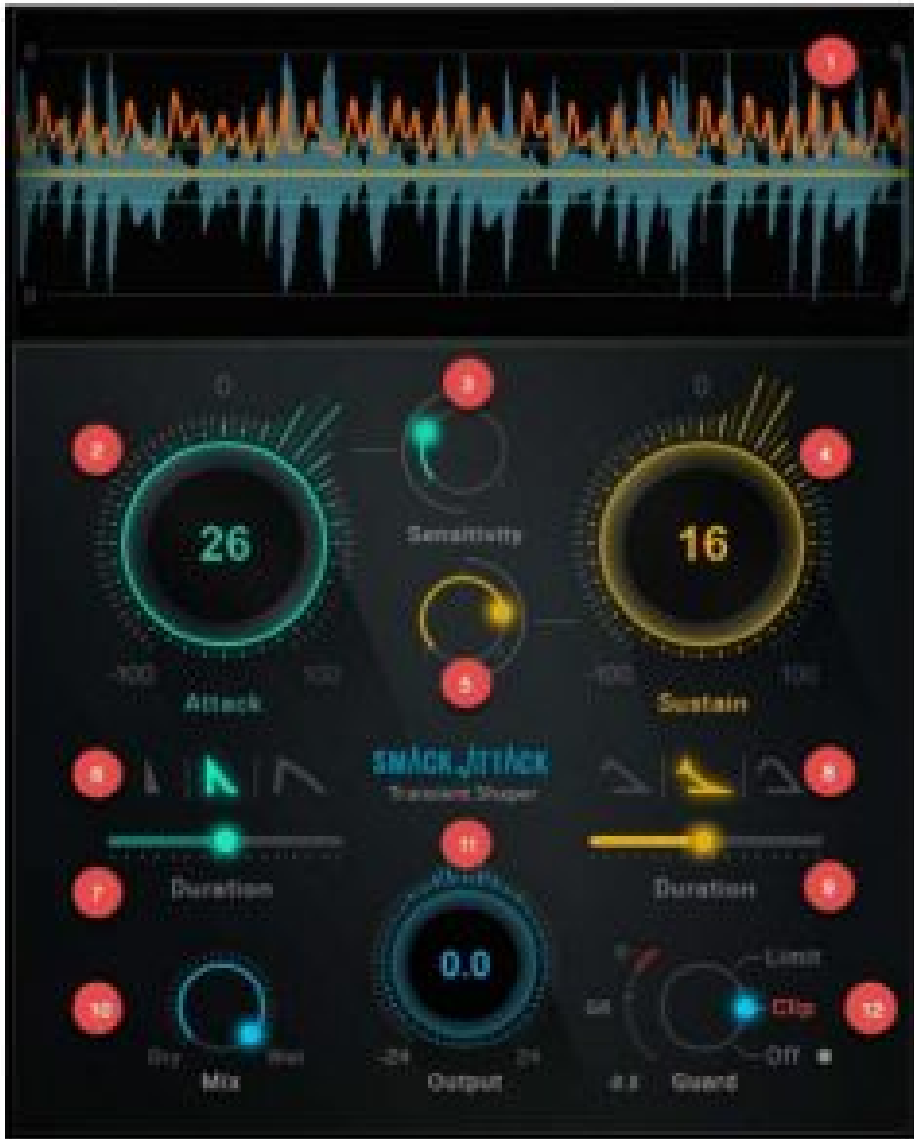 1
0
0
2
3
4
Sensitivity
26
16
-100
100
5
-100
100
Attack
Sustain
6
SMACK ATTACK
8
Transient Shaper
11
7
Duration
Duration
9
0.0
Limit
10
Clip
12
Dry
Wet
-24
24
Off
Mix
Output
Guard